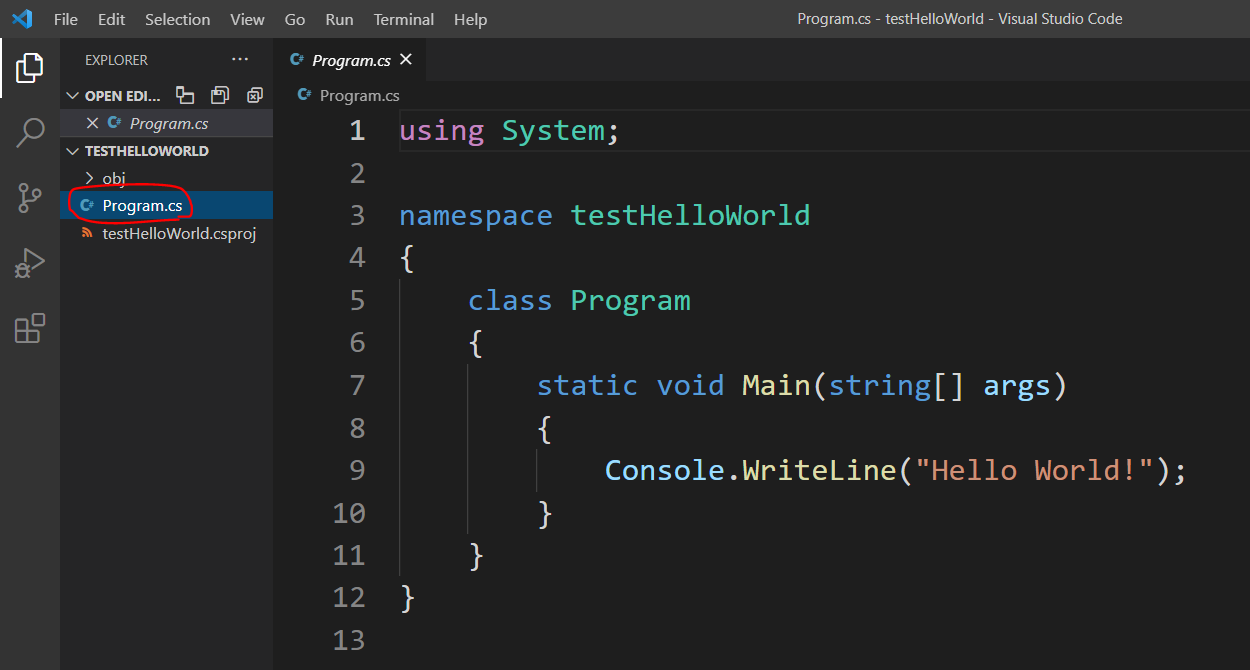 File Edit Selection View Go Run Terminal Help Program.cs - testHelloWorld - Visual Studio Code
EXPLORER ...
OPEN EDI...
C# Program.cs
TESTHELLOWORLD
obj
C# Program.cs
testHelloWorld.csproj
C# Program.cs
C# Program.cs
1 using System;
2
3 namespace testHelloWorld
4 {
5     class Program
6     {
7         static void Main(string[] args)
8         {
9             Console.WriteLine("Hello World!");
10         }
11     }
12 }
13